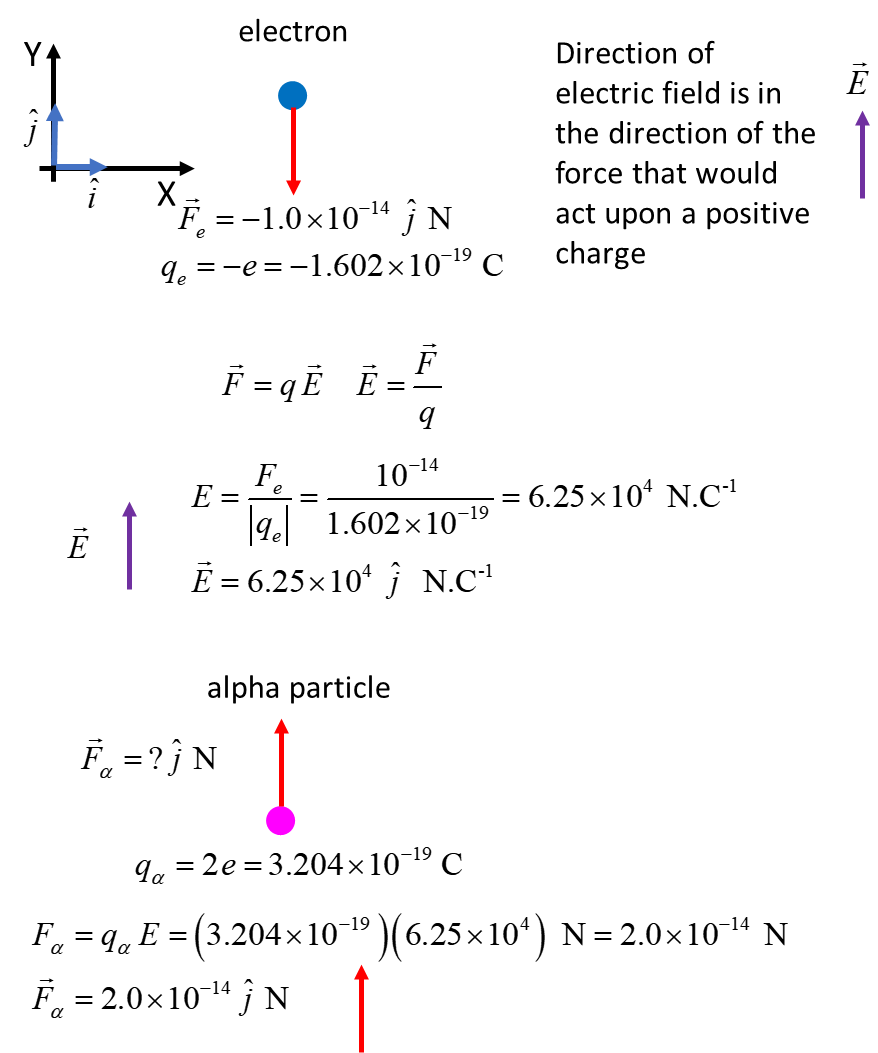 electron
Y
ĵ
X
î
F⃗ₑ = −1.0×10⁻¹⁴ ĵ N
qₑ = −e = −1.602×10⁻¹⁹ C
Direction of
electric field is in
the direction of the
force that would
act upon a positive
charge
E⃗
F⃗ = q E⃗   E⃗ = F⃗/q
E = Fₑ/|qₑ| = 10⁻¹⁴/1.602×10⁻¹⁹ = 6.25×10⁴ N.C⁻¹
E⃗
E⃗ = 6.25×10⁴ ĵ N.C⁻¹
alpha particle
F⃗α = ? ĵ N
qα = 2e = 3.204×10⁻¹⁹ C
Fα = qα E = (3.204×10⁻¹⁹)(6.25×10⁴) N = 2.0×10⁻¹⁴ N
F⃗α = 2.0×10⁻¹⁴ ĵ N